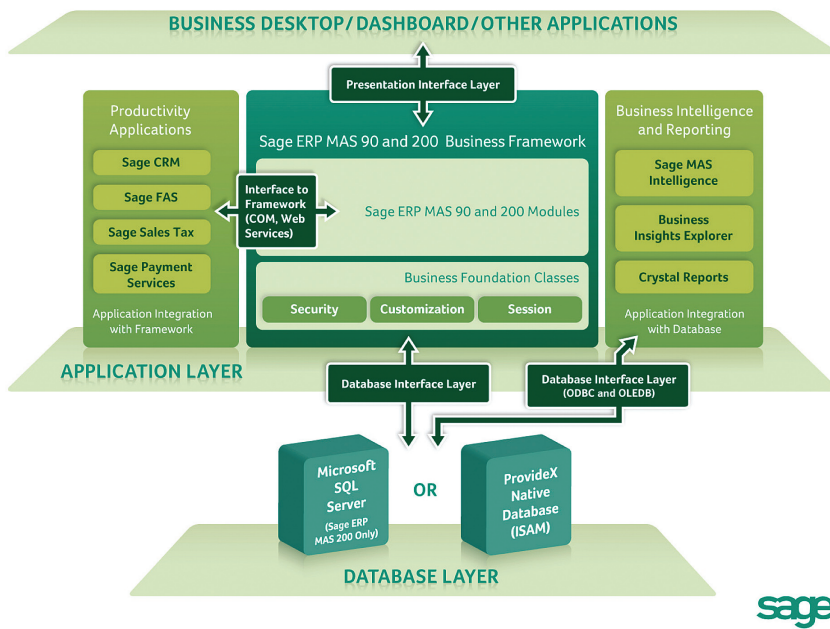 BUSINESS DESKTOP/DASHBOARD/OTHER APPLICATIONS
Presentation Interface Layer
Productivity
Applications
Sage CRM
Sage FAS
Sage Sales Tax
Sage Payment
Services
Application Integration
with Framework
Interface to
Framework
(COM, Web
Services)
Sage ERP MAS 90 and 200 Business Framework
Sage ERP MAS 90 and 200 Modules
Business Foundation Classes
Security
Customization
Session
Business Intelligence
and Reporting
Sage MAS
Intelligence
Business
Insights Explorer
Crystal Reports
Application Integration
with Database
APPLICATION LAYER
Database Interface Layer
Database Interface Layer
(ODBC and OLEDB)
Microsoft
SQL
Server
(Sage ERP
MAS 200 Only)
OR
ProvideX
Native
Database
(ISAM)
DATABASE LAYER
sage